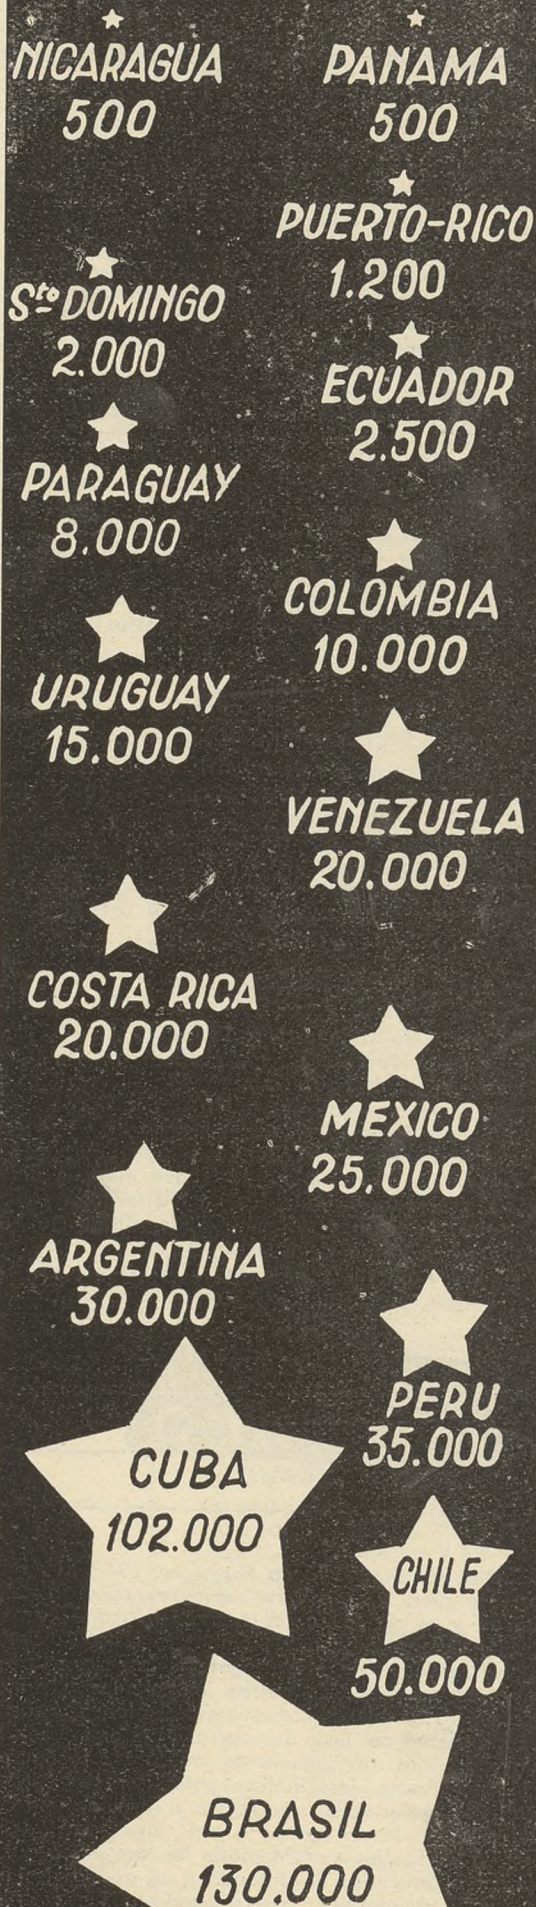 NICARAGUA
500
PANAMA
500
PUERTO-RICO
1.200
Sto DOMINGO
2.000
ECUADOR
2.500
PARAGUAY
8.000
COLOMBIA
10.000
URUGUAY
15.000
VENEZUELA
20.000
COSTA RICA
20.000
MEXICO
25.000
ARGENTINA
30.000
PERU
35.000
CUBA
102.000
CHILE
50.000
BRASIL
130.000